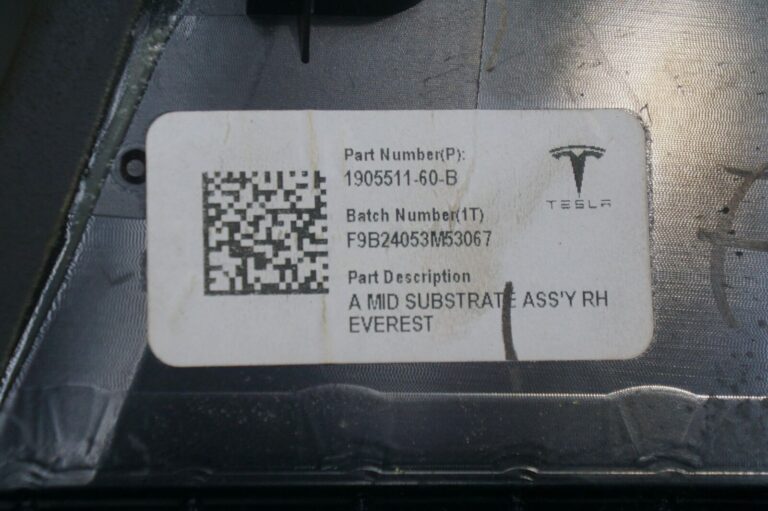 Part Number(P):
1905511-60-B
TESLA
Batch Number(1T)
F9B24053M53067
Part Description
A MID SUBSTRATE ASS'Y RH
EVEREST